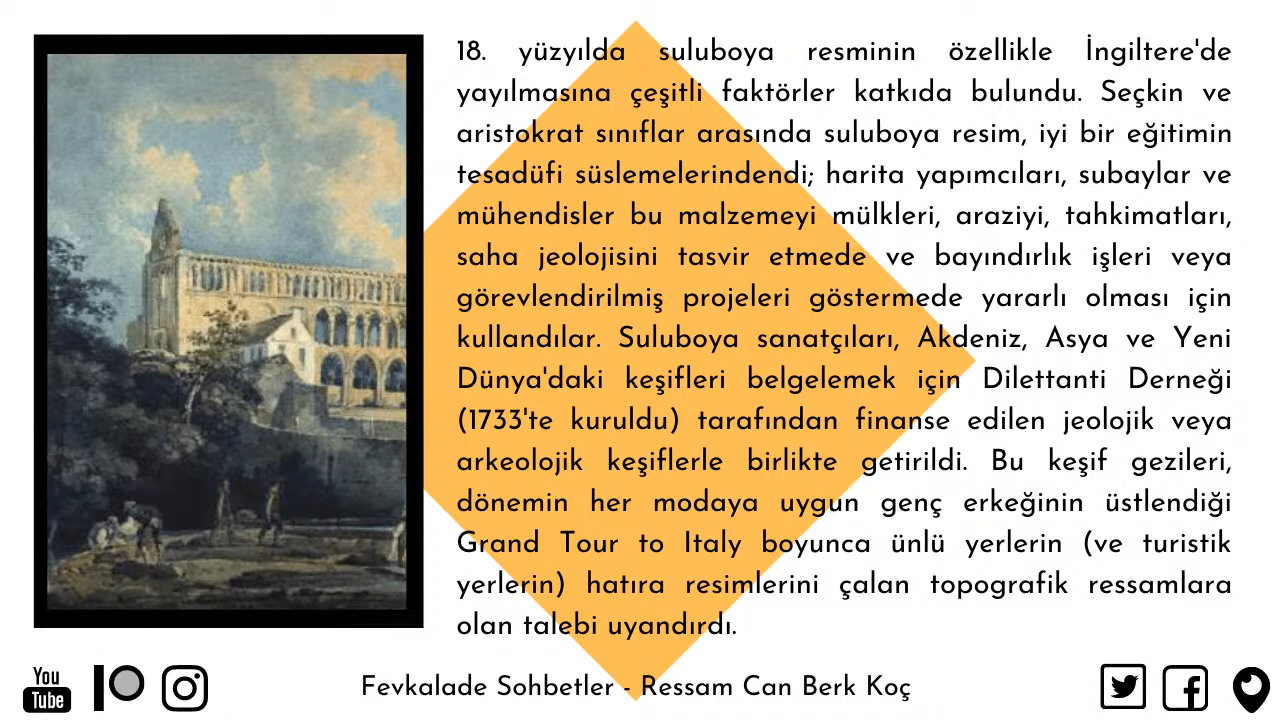 18. yüzyılda suluboya resminin özellikle İngiltere'de
yayılmasına çeşitli faktörler katkıda bulundu. Seçkin ve
aristokrat sınıflar arasında suluboya resim, iyi bir eğitimin
tesadüfi süslemelerindendi; harita yapımcıları, subaylar ve
mühendisler bu malzemeyi mülkleri, araziyi, tahkimatları,
saha jeolojisini tasvir etmede ve bayındırlık işleri veya
görevlendirilmiş projeleri göstermede yararlı olması için
kullandılar. Suluboya sanatçıları, Akdeniz, Asya ve Yeni
Dünya'daki keşifleri belgelemek için Dilettanti Derneği
(1733'te kuruldu) tarafından finanse edilen jeolojik veya
arkeolojik keşiflerle birlikte getirildi. Bu keşif gezileri,
dönemin her modaya uygun genç erkeğinin üstlendiği
Grand Tour to Italy boyunca ünlü yerlerin (ve turistik
yerlerin) hatıra resimlerini çalan topografik ressamlara
olan talebi uyandırdı.
You
Tube
Fevkalade Sohbetler - Ressam Can Berk Koç